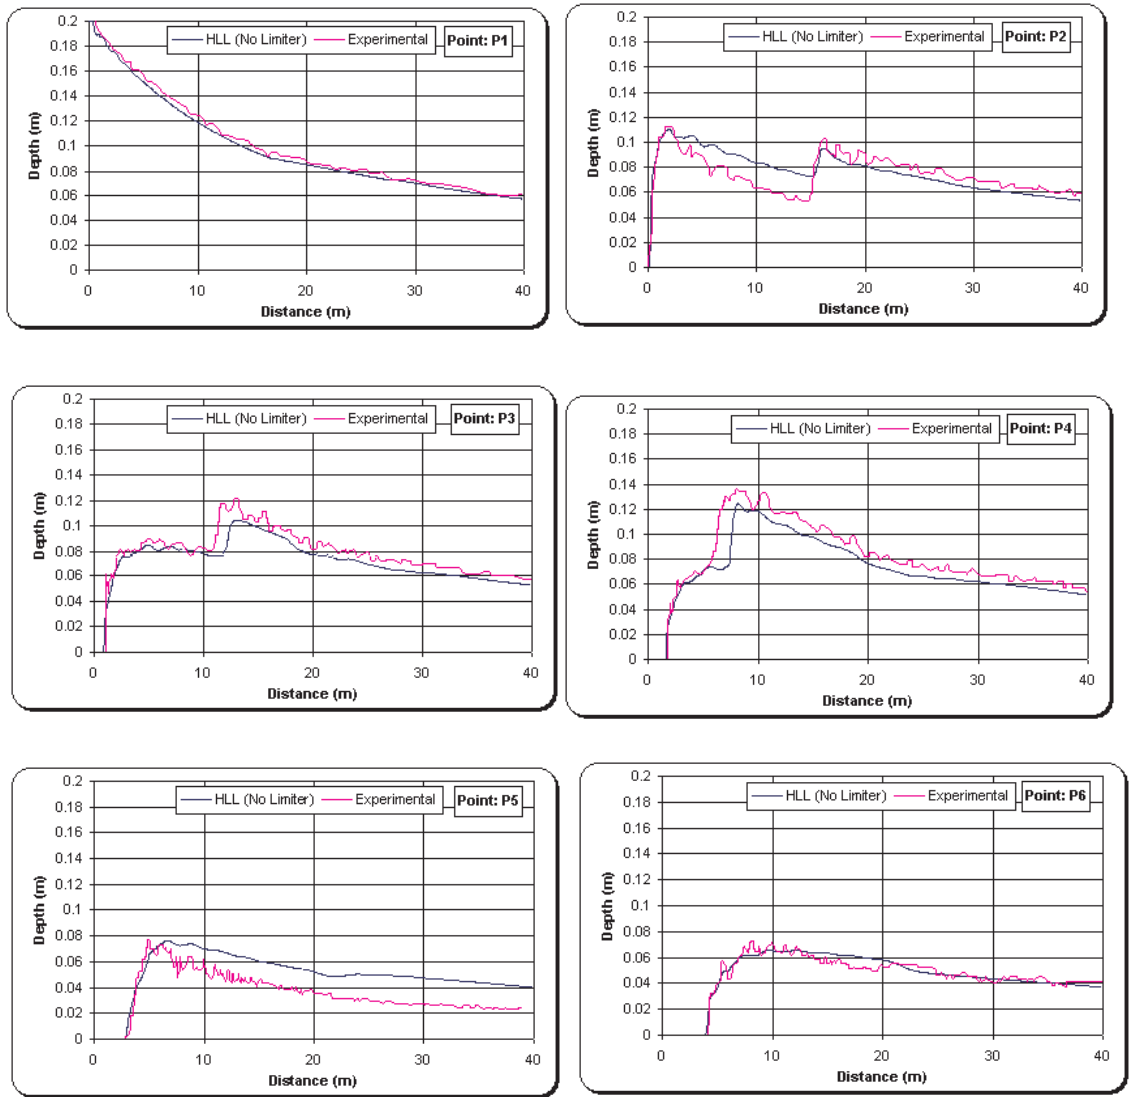 HLL (No Limiter) Experimental Point: P1
0.2
0.18
0.16
0.14
0.12
0.1
0.08
0.06
0.04
0.02
0
Depth (m)
0 10 20 30 40
Distance (m)
HLL (No Limiter) Experimental Point: P2
0.2
0.18
0.16
0.14
0.12
0.1
0.08
0.06
0.04
0.02
0
Depth (m)
0 10 20 30 40
Distance (m)
HLL (No Limiter) Experimental Point: P3
0.2
0.18
0.16
0.14
0.12
0.1
0.08
0.06
0.04
0.02
0
Depth (m)
0 10 20 30 40
Distance (m)
HLL (No Limiter) Experimental Point: P4
0.2
0.18
0.16
0.14
0.12
0.1
0.08
0.06
0.04
0.02
0
Depth (m)
0 10 20 30 40
Distance (m)
HLL (No Limiter) Experimental Point: P5
0.2
0.18
0.16
0.14
0.12
0.1
0.08
0.06
0.04
0.02
0
Depth (m)
0 10 20 30 40
Distance (m)
HLL (No Limiter) Experimental Point: P6
0.2
0.18
0.16
0.14
0.12
0.1
0.08
0.06
0.04
0.02
0
Depth (m)
0 10 20 30 40
Distance (m)